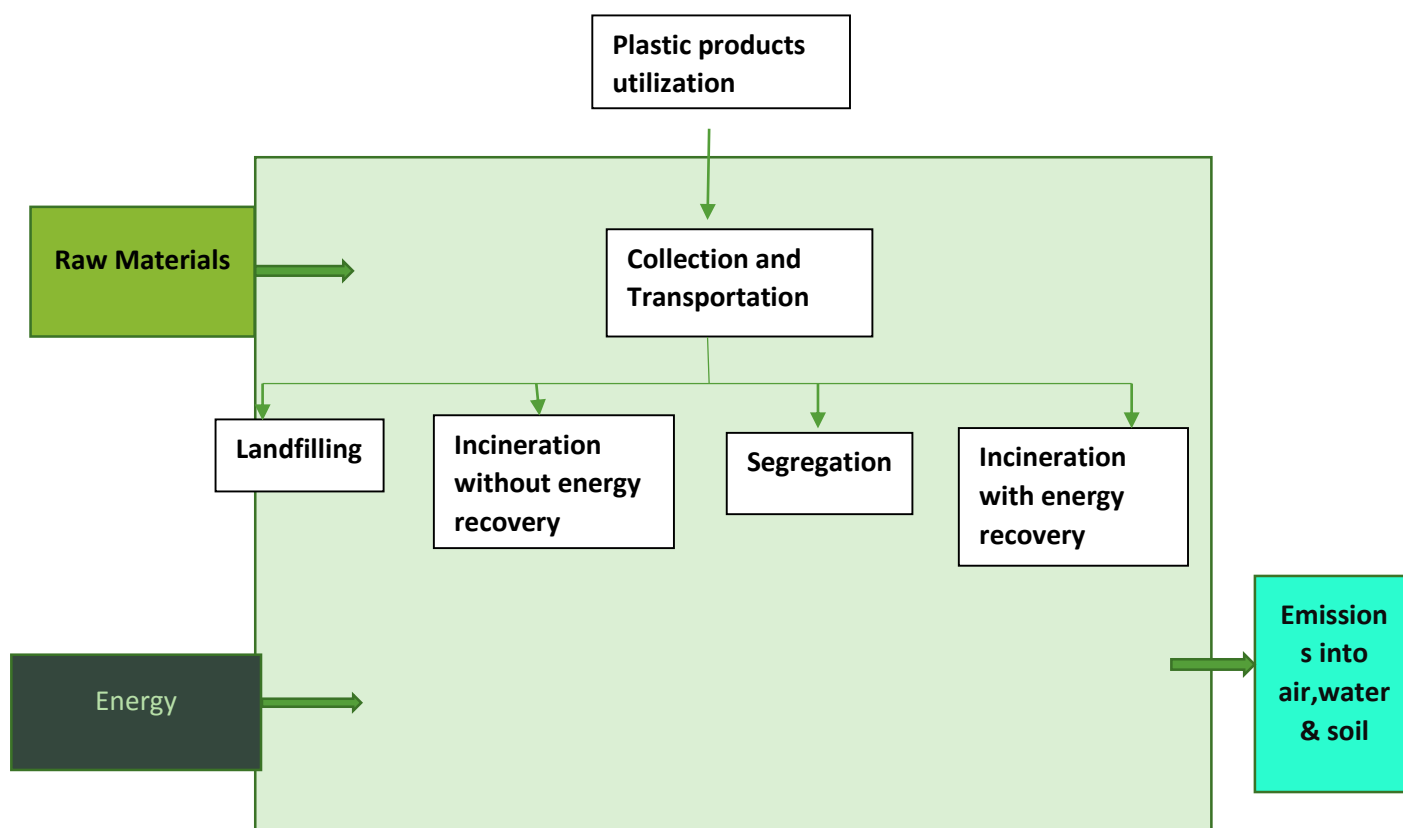 Plastic products
utilization
Raw Materials
Collection and
Transportation
Landfilling
Incineration
without energy
recovery
Segregation
Incineration
with energy
recovery
Energy
Emission
s into
air,water
& soil